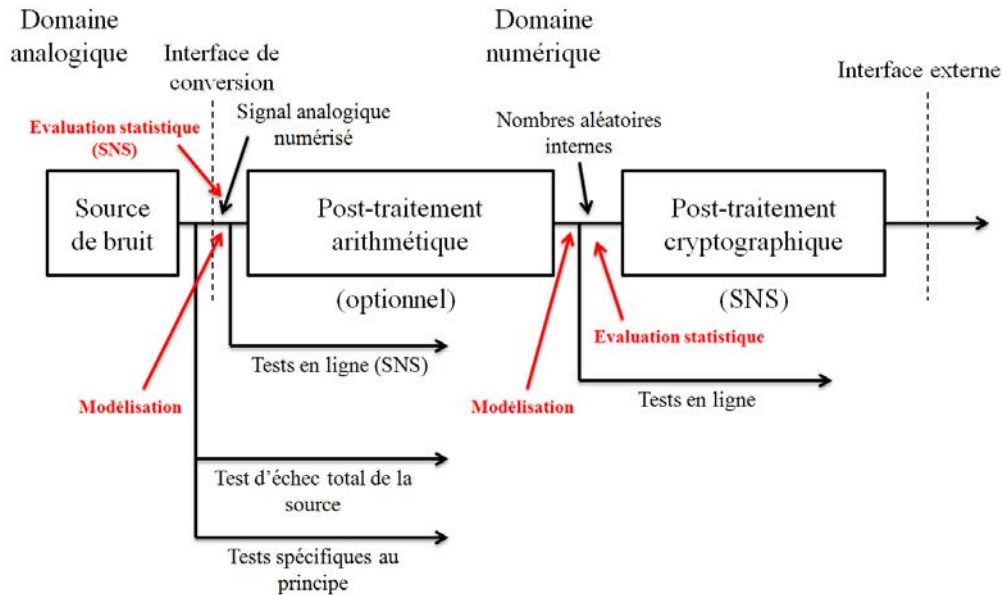 Domaine
analogique
Interface de
conversion
Domaine
numérique
Interface externe
Signal analogique
numérisé
Evaluation statistique
(SNS)
Nombres aléatoires
internes
Source
de bruit
Post-traitement
arithmétique
(optionnel)
Post-traitement
cryptographique
(SNS)
Evaluation statistique
Tests en ligne (SNS)
Modélisation
Modélisation
Tests en ligne
Test d'échec total de la
source
Tests spécifiques au
principe